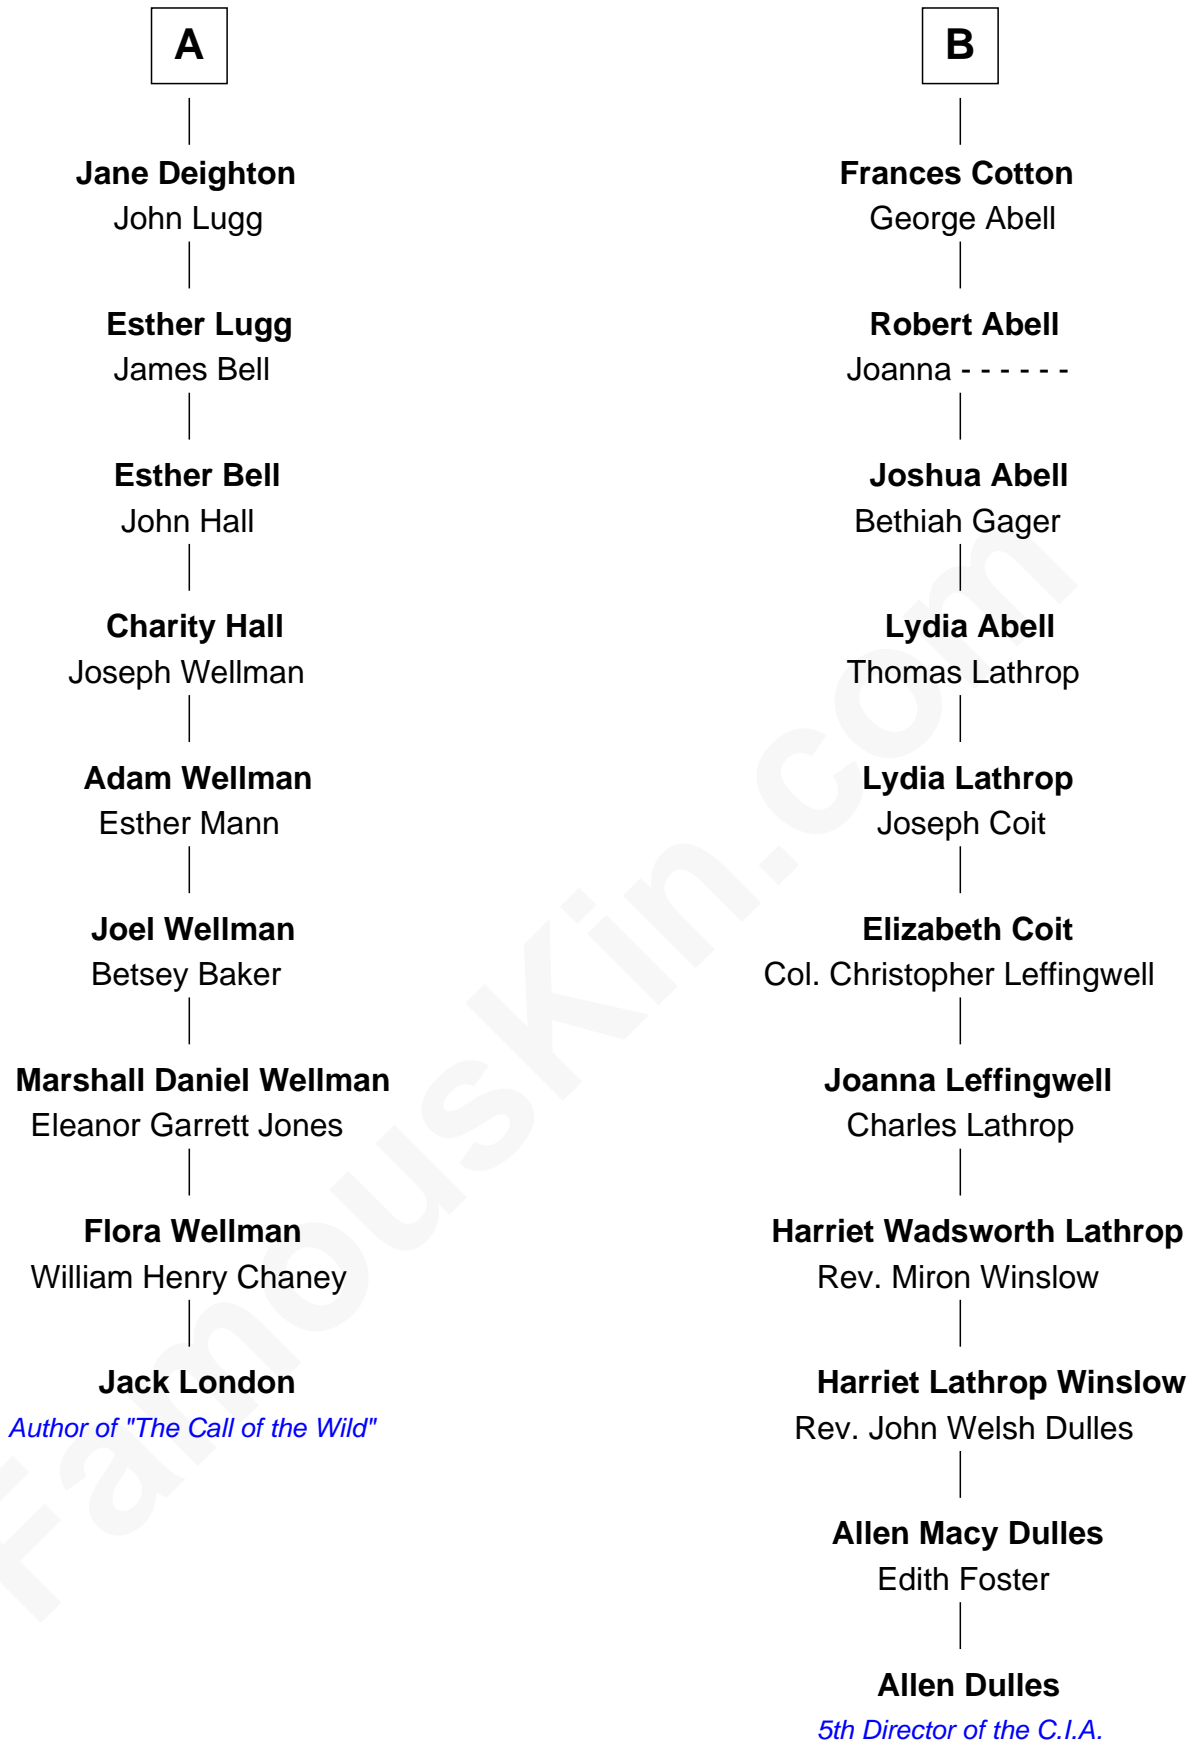 A
Jane Deighton
John Lugg
Esther Lugg
James Bell
Esther Bell
John Hall
Charity Hall
Joseph Wellman
Adam Wellman
Esther Mann
Joel Wellman
Betsey Baker
Marshall Daniel Wellman
Eleanor Garrett Jones
Flora Wellman
William Henry Chaney
Jack London
Author of "The Call of the Wild"
B
Frances Cotton
George Abell
Robert Abell
Joanna - - - - - -
Joshua Abell
Bethiah Gager
Lydia Abell
Thomas Lathrop
Lydia Lathrop
Joseph Coit
Elizabeth Coit
Col. Christopher Leffingwell
Joanna Leffingwell
Charles Lathrop
Harriet Wadsworth Lathrop
Rev. Miron Winslow
Harriet Lathrop Winslow
Rev. John Welsh Dulles
Allen Macy Dulles
Edith Foster
Allen Dulles
5th Director of the C.I.A.
FamousKin.com